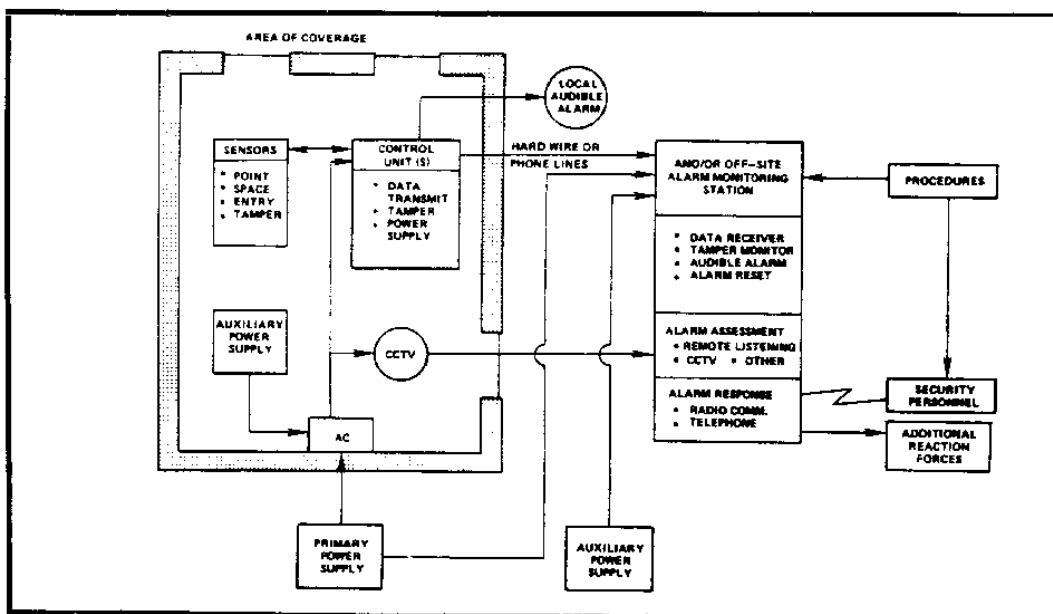 AREA OF COVERAGE
LOCAL
AUDIBLE
ALARM
SENSORS
• POINT
• SPACE
• ENTRY
• TAMPER
CONTROL
UNIT (S)
• DATA
TRANSMIT
• TAMPER
• POWER
SUPPLY
HARD WIRE OR
PHONE LINES
AND/OR OFF-SITE
ALARM MONITORING
STATION
• DATA RECEIVER
• TAMPER MONITOR
• AUDIBLE ALARM
• ALARM RESET
PROCEDURES
AUXILIARY
POWER
SUPPLY
CCTV
ALARM ASSESSMENT
• REMOTE LISTENING
• CCTV • OTHER
ALARM RESPONSE
• RADIO COMM.
• TELEPHONE
SECURITY
PERSONNEL
ADDITIONAL
REACTION
FORCES
AC
PRIMARY
POWER
SUPPLY
AUXILIARY
POWER
SUPPLY